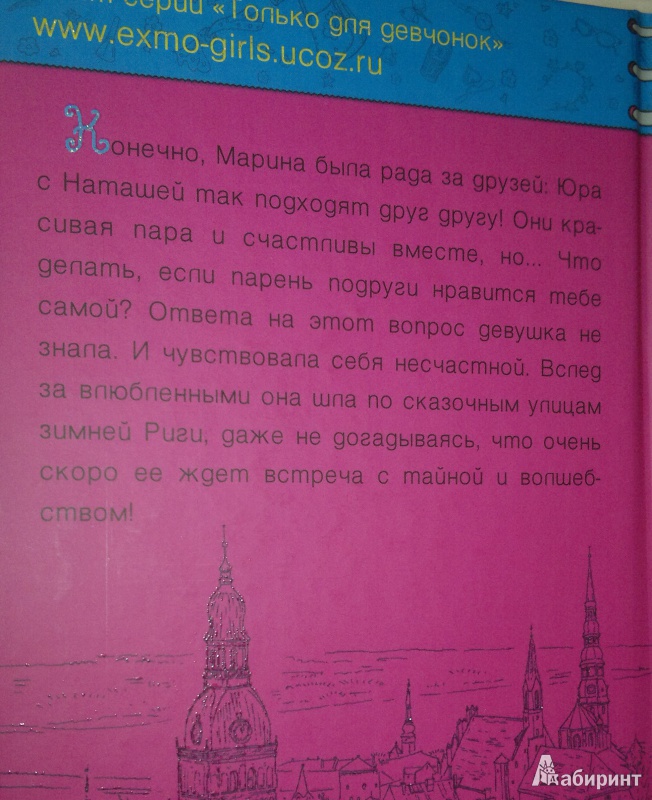 серии «Только для девчонок»
www.exmo-girls.ucoz.ru
Конечно, Марина была рада за друзей: Юра
с Наташей так подходят друг другу! Они кра-
сивая пара и счастливы вместе, но... Что
делать, если парень подруги нравится тебе
самой? Ответа на этот вопрос девушка не
знала. И чувствовала себя несчастной. Вслед
за влюбленными она шла по сказочным улицам
зимней Риги, даже не догадываясь, что очень
скоро ее ждет встреча с тайной и волшеб-
ством!
Лабиринт